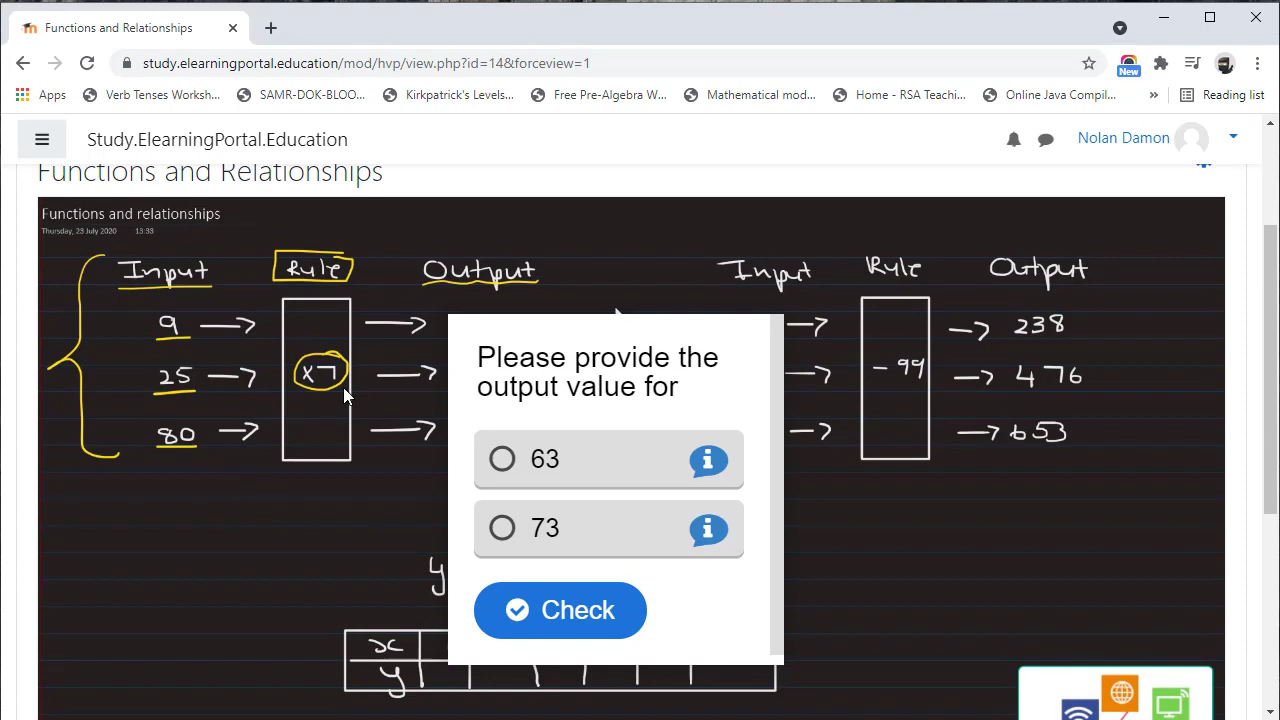 Functions and Relationships
study.elearningportal.education/mod/hvp/view.php?id=14&forceview=1
New
Apps Verb Tenses Worksh... SAMR-DOK-BLOO... Kirkpatrick's Levels... Free Pre-Algebra W... Mathematical mod... Home - RSA Teachi... Online Java Compil... » Reading list
Study.ElearningPortal.Education Nolan Damon
Functions and Relationships
Functions and relationships
Thursday, 23 July 2020 13:33
Input Rule Output Input Rule Output
9 238
25 x7 - 99 476
80 653
Please provide the
output value for
63
73
Check
y
x
y